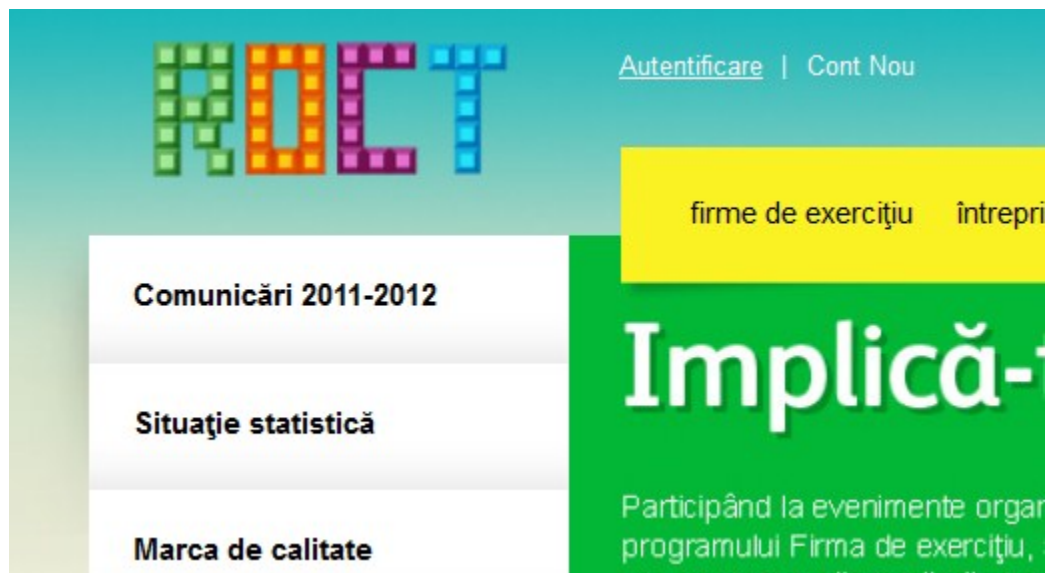 ROCT
Autentificare | Cont Nou
firme de exerciţiu
Comunicări 2011-2012
Situaţie statistică
Marca de calitate
Implică-
Participând la evenimente
programului Firma de exerciţiu,